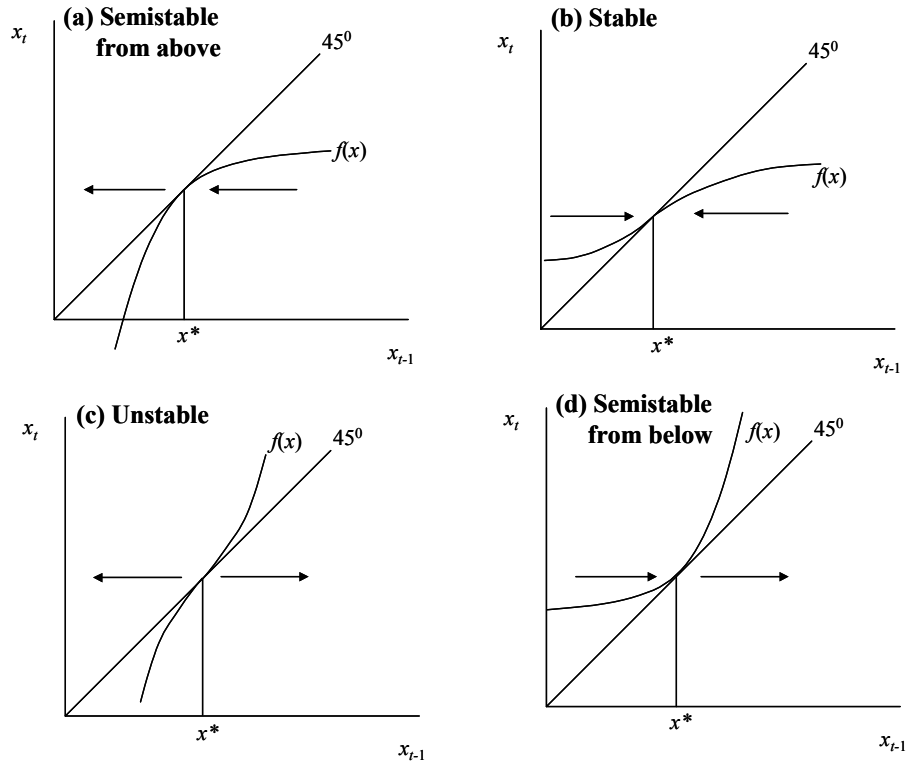 (a) Semistable
from above
x_t
45⁰
f(x)
x*
x_{t-1}
(b) Stable
x_t
45⁰
f(x)
x*
x_{t-1}
(c) Unstable
x_t
45⁰
f(x)
x*
x_{t-1}
(d) Semistable
from below
x_t
45⁰
f(x)
x*
x_{t-1}